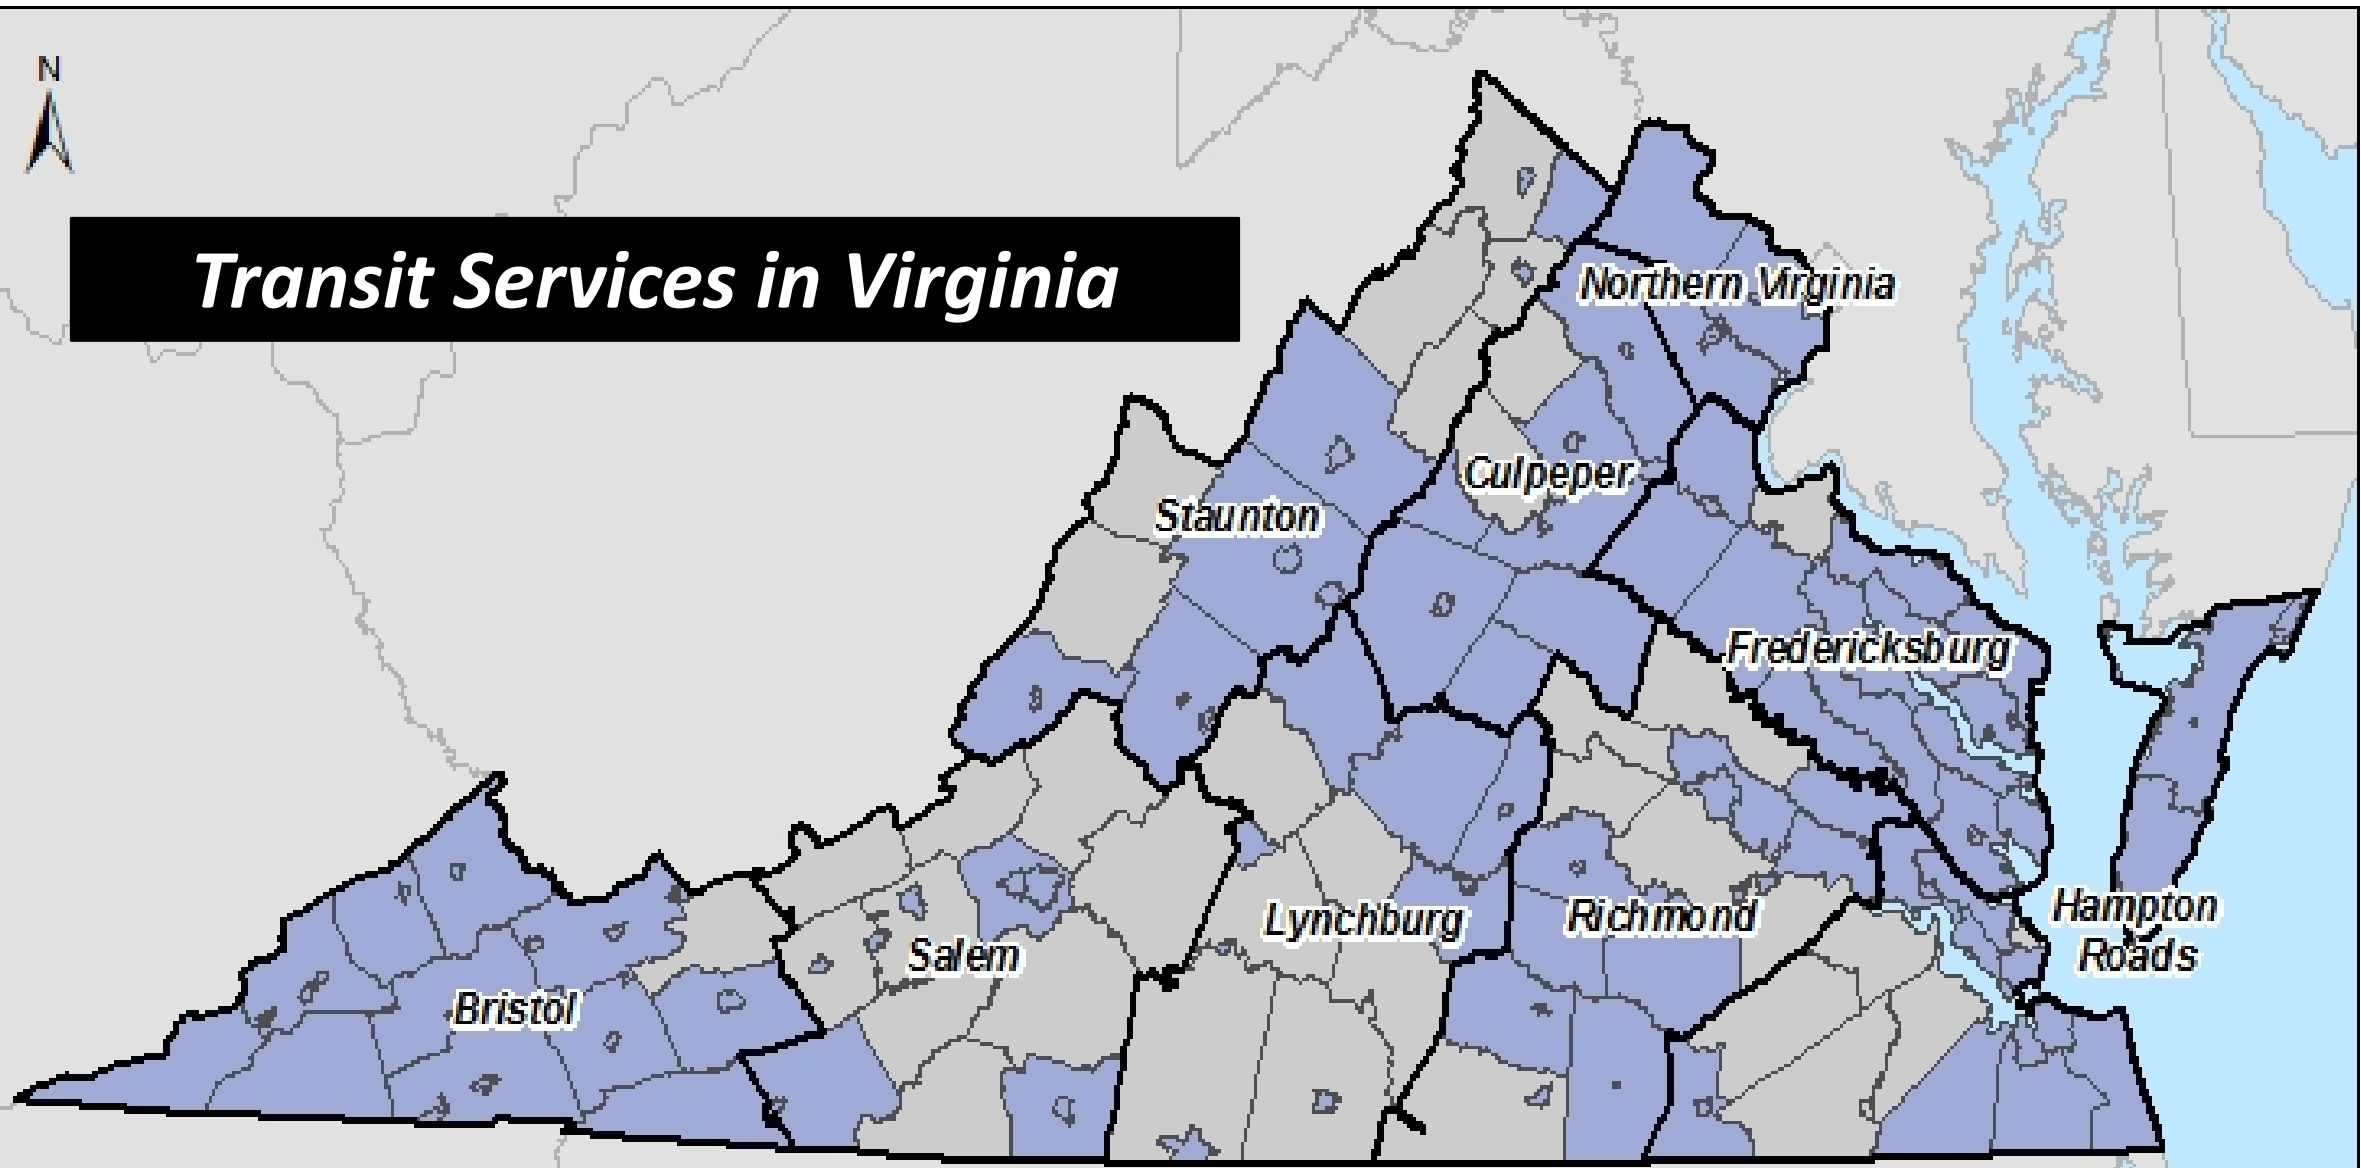 N
Transit Services in Virginia
Northern Virginia
Culpeper
Staunton
Fredericksburg
Hampton
Roads
Lynchburg
Richmond
Salem
Bristol